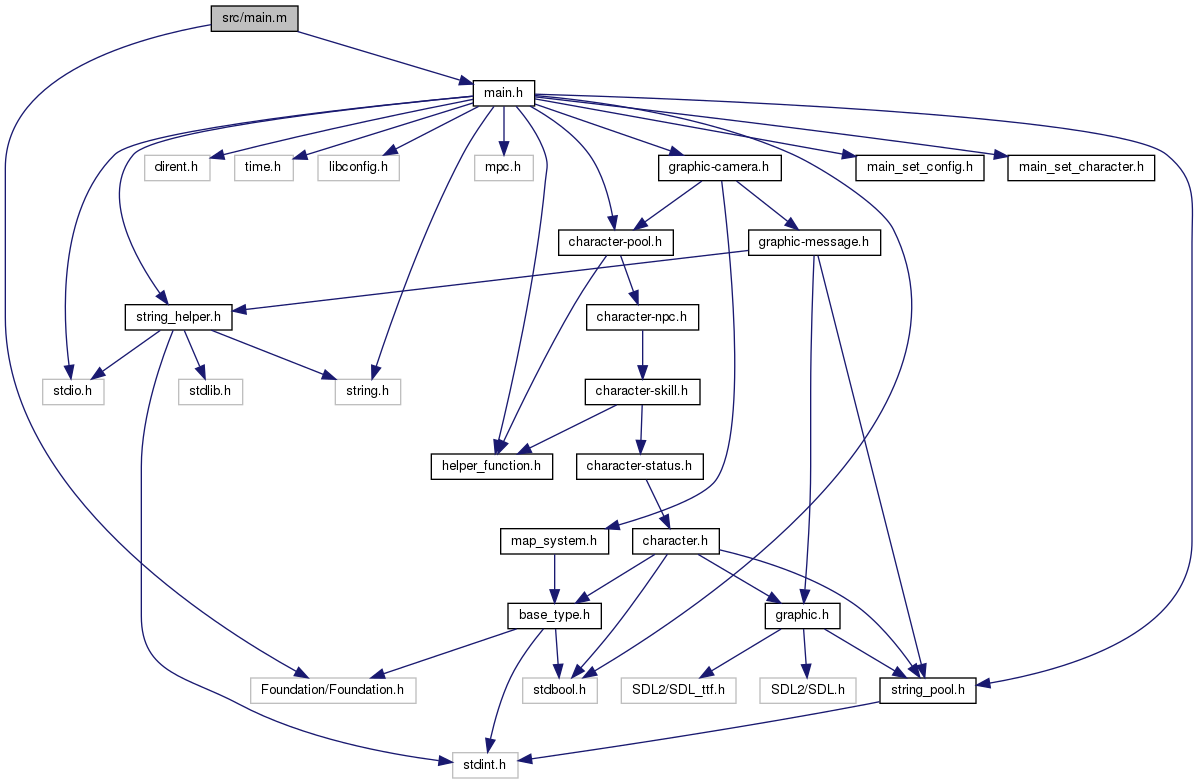 src/main.m
main.h
dirent.h
time.h
libconfig.h
mpc.h
graphic-camera.h
main_set_config.h
main_set_character.h
character-pool.h
graphic-message.h
string_helper.h
character-npc.h
stdio.h
stdlib.h
string.h
character-skill.h
helper_function.h
character-status.h
map_system.h
character.h
base_type.h
graphic.h
Foundation/Foundation.h
stdbool.h
SDL2/SDL_ttf.h
SDL2/SDL.h
string_pool.h
stdint.h